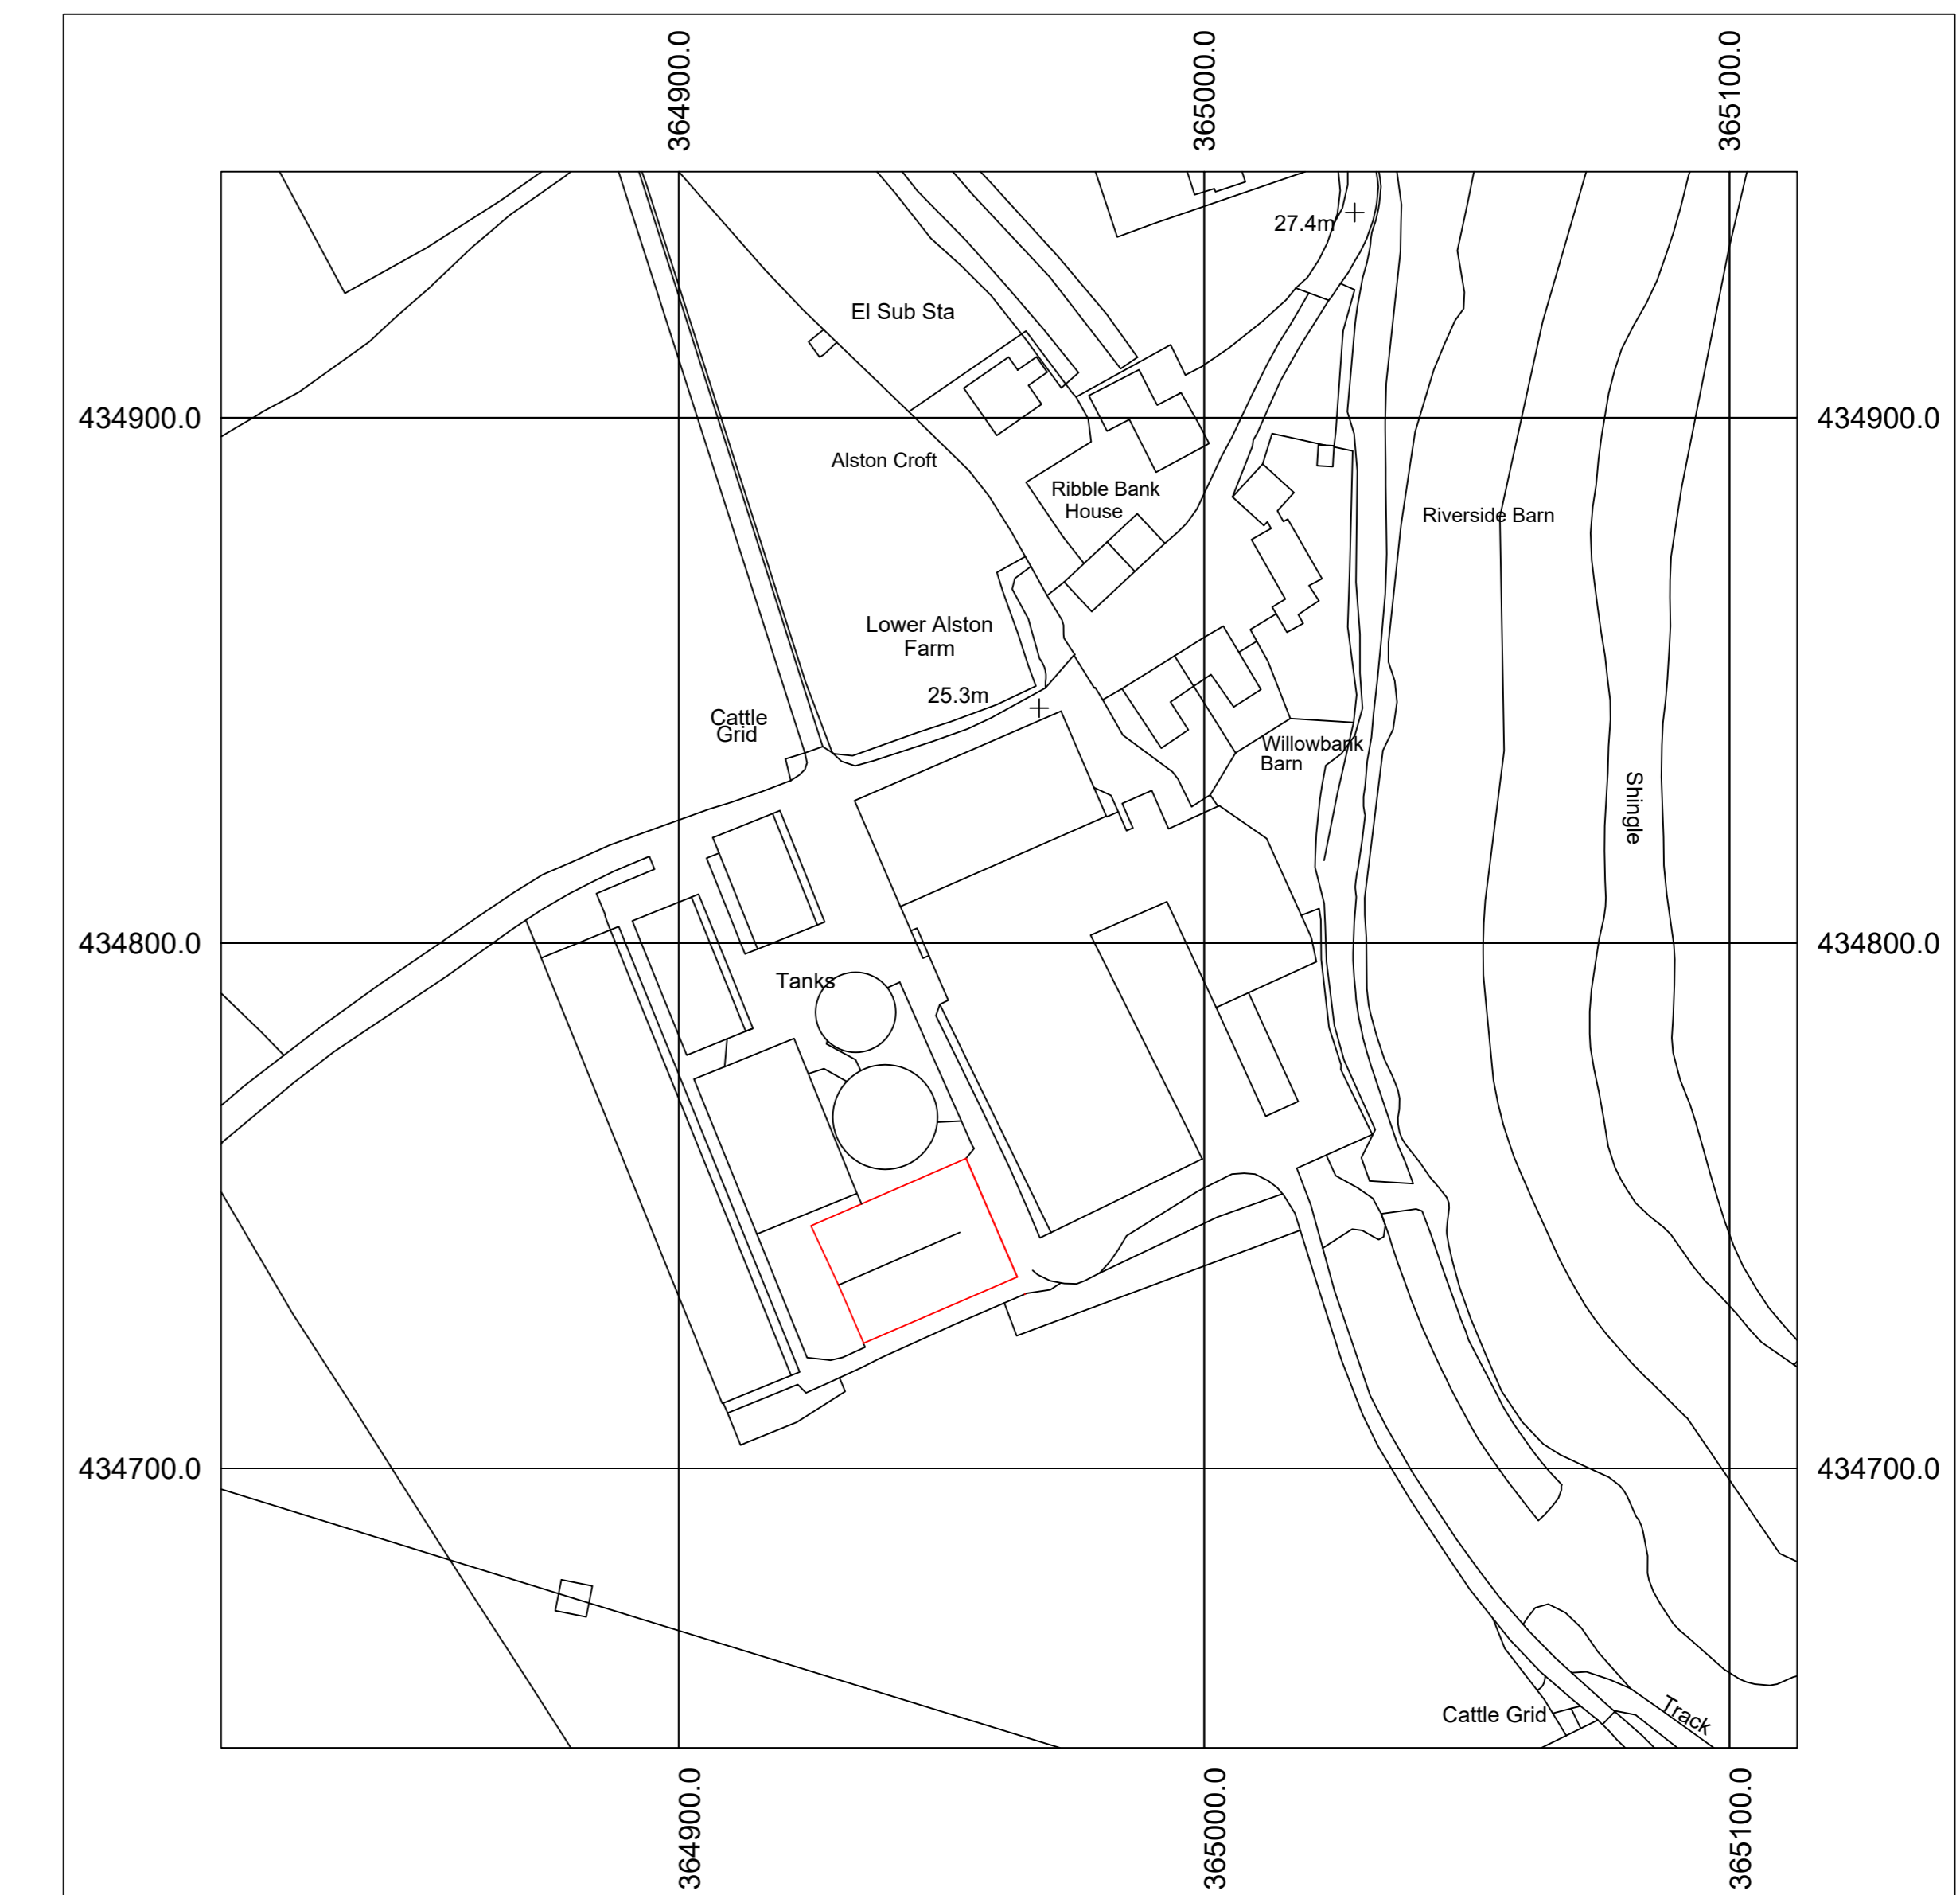 364900.0
365000.0
365100.0
27.4m
El Sub Sta
434900.0
434900.0
Alston Croft
Ribble Bank
House
Riverside Barn
Lower Alston
Farm
25.3m
Cattle
Grid
Willowbank
Barn
Shingle
434800.0
434800.0
Tanks
434700.0
434700.0
Cattle Grid
Track
364900.0
365000.0
365100.0